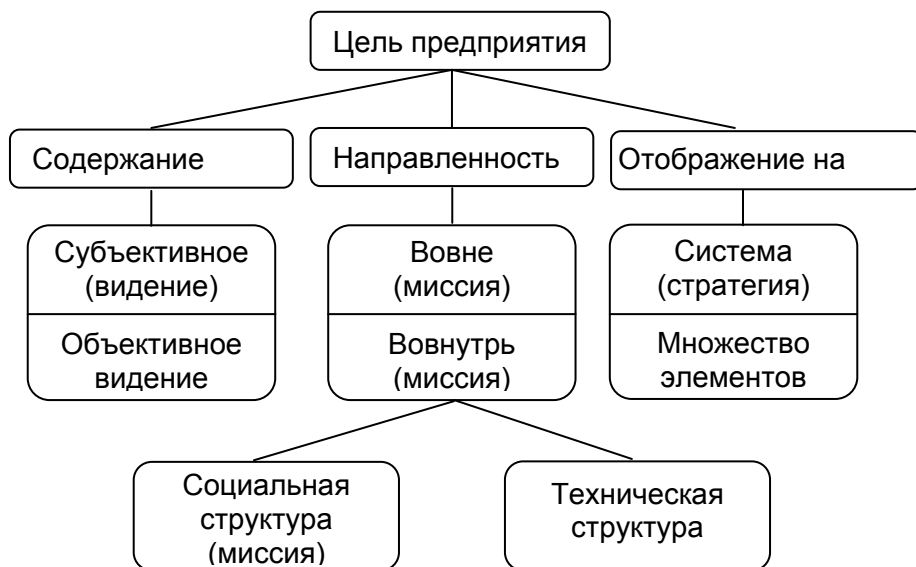 Цель предприятия
Содержание
Направленность
Отображение на
Субъективное
(видение)
Объективное
видение
Вовне
(миссия)
Вовнутрь
(миссия)
Система
(стратегия)
Множество
элементов
Социальная
структура
(миссия)
Техническая
структура